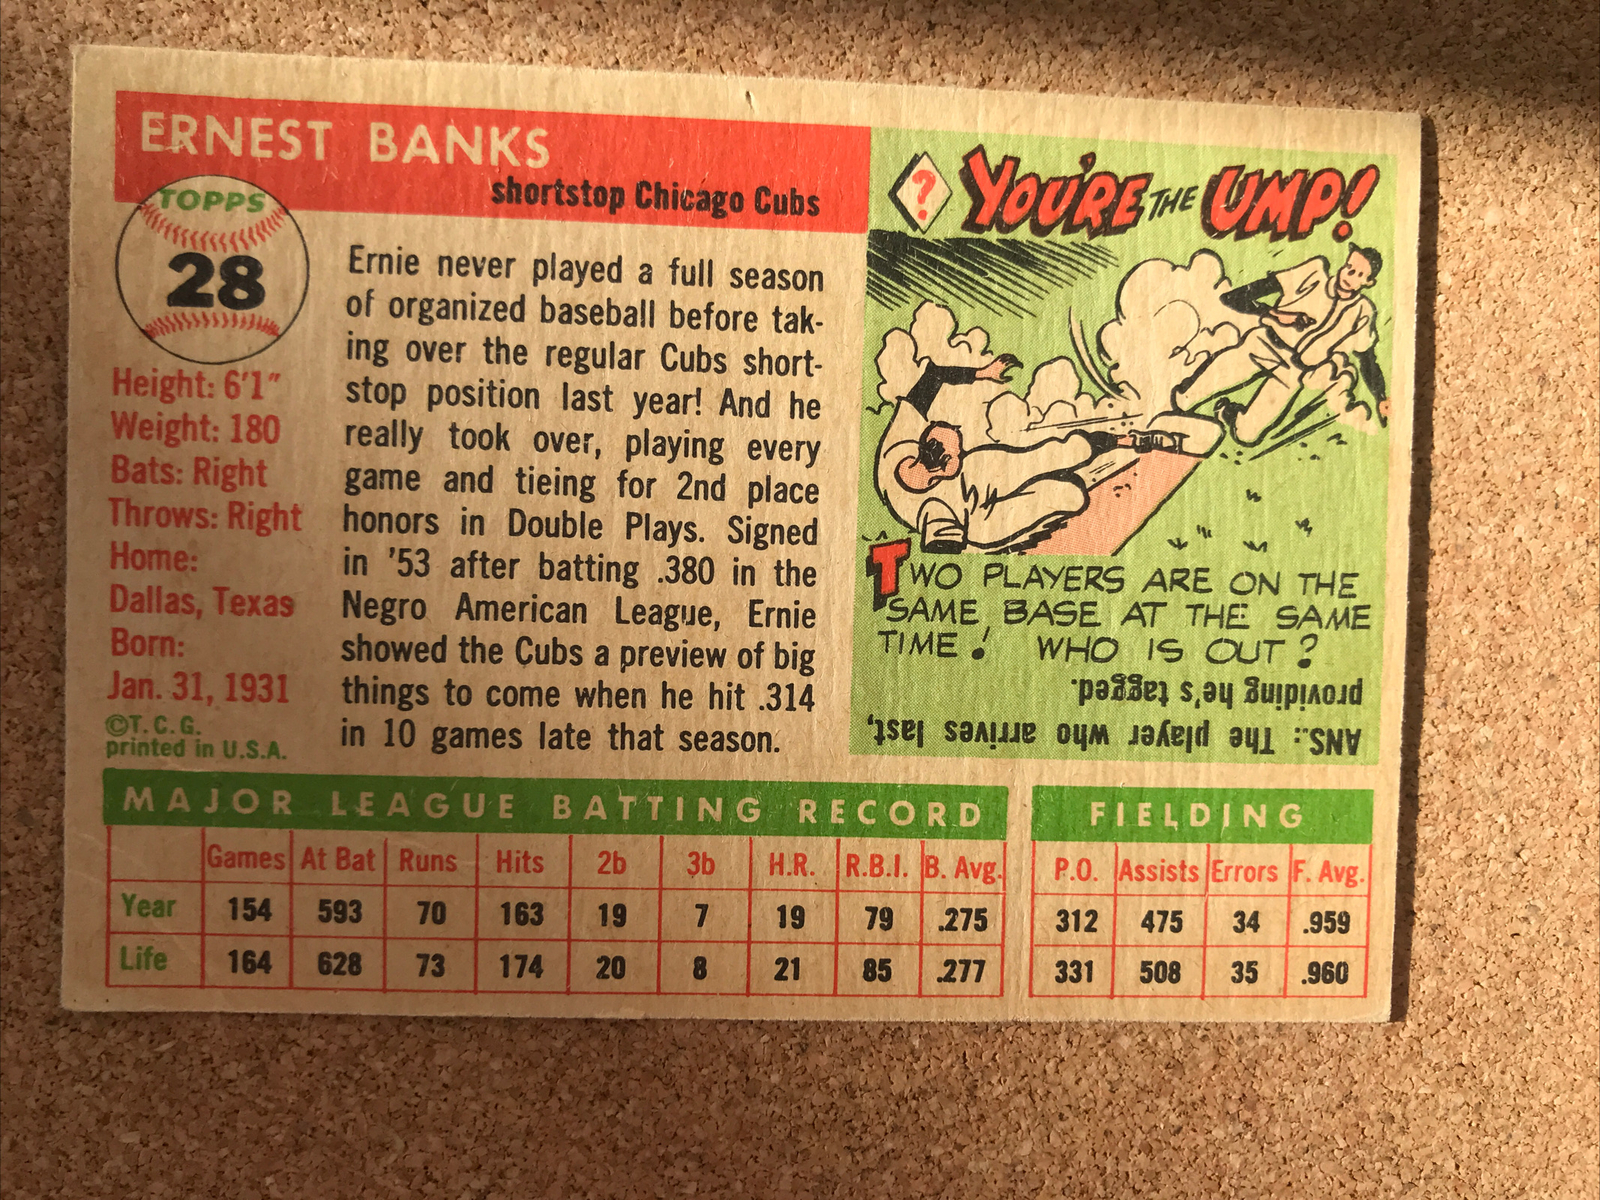 ERNEST BANKS
shortstop Chicago Cubs
TOPPS
28
Height: 6'1"
Weight: 180
Bats: Right
Throws: Right
Home:
Dallas, Texas
Born:
Jan. 31, 1931
©T. C. G.
printed in U.S.A.
Ernie never played a full season
of organized baseball before tak-
ing over the regular Cubs short-
stop position last year! And he
really took over, playing every
game and tieing for 2nd place
honors in Double Plays. Signed
in '53 after batting .380 in the
Negro American League, Ernie
showed the Cubs a preview of big
things to come when he hit .314
in 10 games late that season.
? YOU'RE THE UMP!
TWO PLAYERS ARE ON THE
SAME BASE AT THE SAME
TIME! WHO IS OUT?
ANS.: The player who arrives last,
providing he's tagged.
MAJOR LEAGUE BATTING RECORD
Games At Bat Runs Hits 2b 3b H.R. R.B.I. B. Avg.
Year 154 593 70 163 19 7 19 79 .275
Life 164 628 73 174 20 8 21 85 .277
FIELDING
P.O. Assists Errors F. Avg.
312 475 34 .959
331 508 35 .960